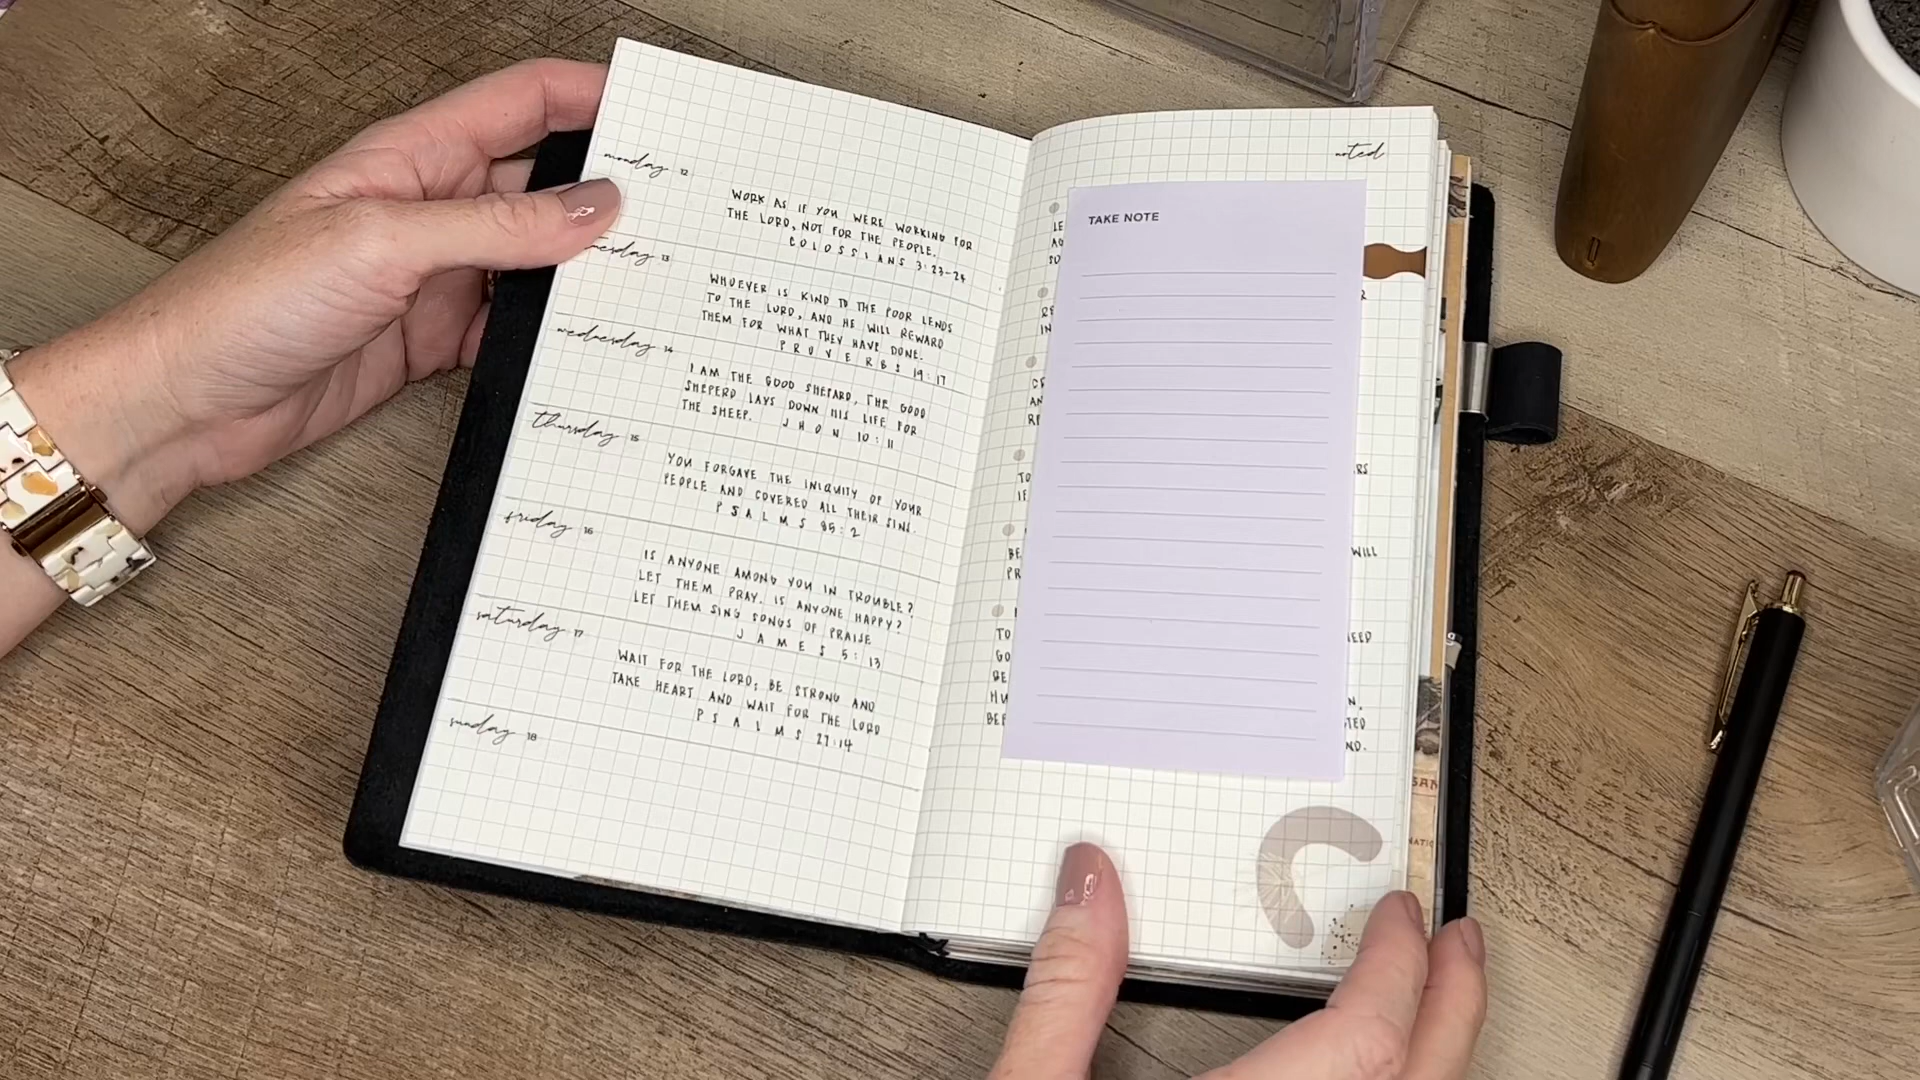 monday 12
WORK AS IF YOU WERE WORKING FOR
THE LORD, NOT FOR THE PEOPLE.
COLOSSIANS 3:23-24
13
WHOEVER IS KIND TO THE POOR LENDS
TO THE LORD, AND HE WILL REWARD
THEM FOR WHAT THEY HAVE DONE.
PROVERBS 19:17
wednesday 14
I AM THE GOOD SHEPARD, THE GOOD
SHEPERD LAYS DOWN HIS LIFE FOR
THE SHEEP. JHON 10:11
thursday 15
YOU FORGAVE THE INIQUITY OF YOUR
PEOPLE AND COVERED ALL THEIR SINS.
PSALMS 85:2
friday 16
IS ANYONE AMONG YOU IN TROUBLE?
LET THEM PRAY. IS ANYONE HAPPY?
LET THEM SING SONGS OF PRAISE
JAMES 5:13
saturday 17
WAIT FOR THE LORD; BE STRONG AND
TAKE HEART AND WAIT FOR THE LORD
PSALMS 27:14
sunday 18
noted
TAKE NOTE
WILL